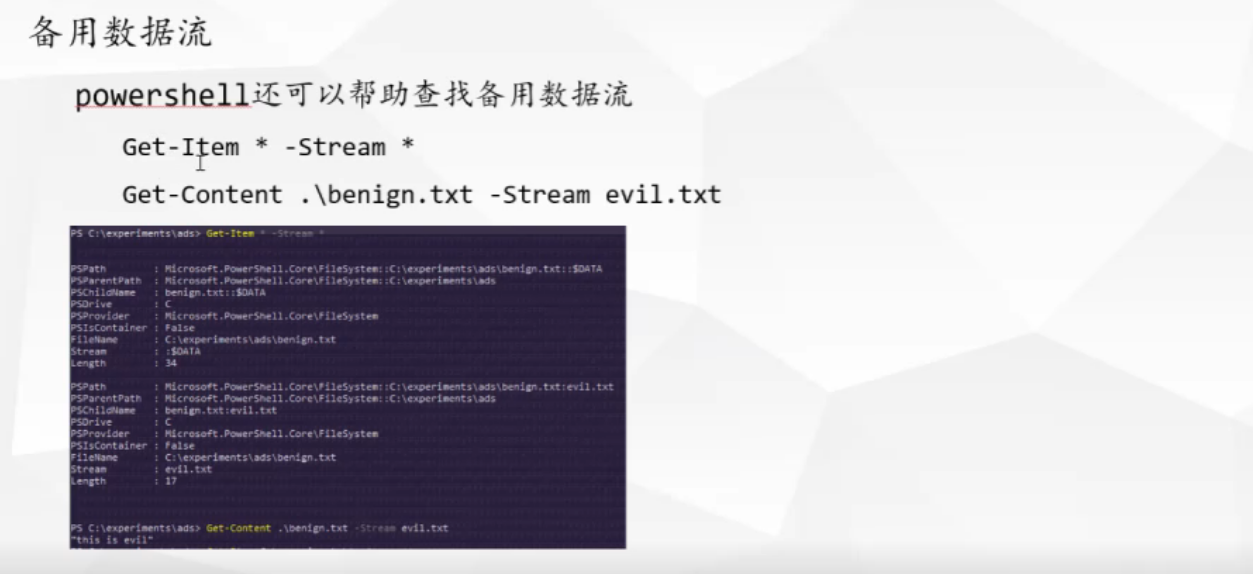 备用数据流
powershell还可以帮助查找备用数据流
Get-Item * -Stream *
Get-Content .\benign.txt -Stream evil.txt
PS C:\experiments\ads> Get-Item * -Stream *
PSPath : Microsoft.PowerShell.Core\FileSystem::C:\experiments\ads\benign.txt::$DATA
PSParentPath : Microsoft.PowerShell.Core\FileSystem::C:\experiments\ads
PSChildName : benign.txt::$DATA
PSDrive : C
PSProvider : Microsoft.PowerShell.Core\FileSystem
PSIsContainer : False
FileName : C:\experiments\ads\benign.txt
Stream : :$DATA
Length : 34
PSPath : Microsoft.PowerShell.Core\FileSystem::C:\experiments\ads\benign.txt:evil.txt
PSParentPath : Microsoft.PowerShell.Core\FileSystem::C:\experiments\ads
PSChildName : benign.txt:evil.txt
PSDrive : C
PSProvider : Microsoft.PowerShell.Core\FileSystem
PSIsContainer : False
FileName : C:\experiments\ads\benign.txt
Stream : evil.txt
Length : 17
PS C:\experiments\ads> Get-Content .\benign.txt -Stream evil.txt
"this is evil"